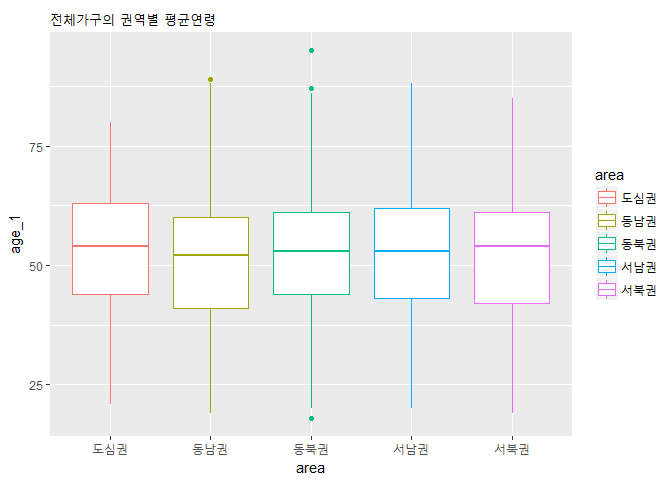 전체가구의 권역별 평균연령
age_1
75
50
25
도심권
동남권
동북권
서남권
서북권
area
area
도심권
동남권
동북권
서남권
서북권